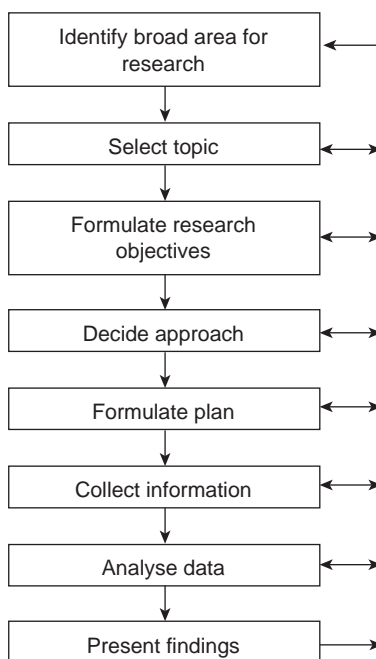 Identify broad area for
research
Select topic
Formulate research
objectives
Decide approach
Formulate plan
Collect information
Analyse data
Present findings